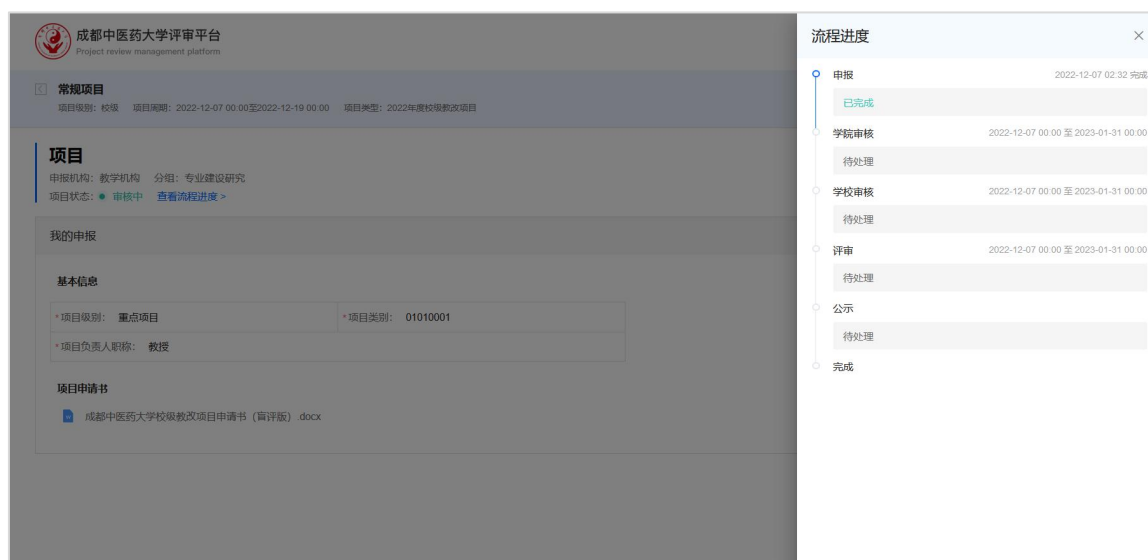 成都中医药大学评审平台
Project review management platform
常规项目
项目级别：校级 项目周期：2022-12-07 00:00至2022-12-19 00:00 项目类型：2022年度校级教改项目
项目
申报机构：教学机构 分组：专业建设研究
项目状态：● 审核中 查看流程进度 >
我的申报
基本信息
*项目级别： 重点项目 *项目类别： 01010001
*项目负责人职称： 教授
项目申请书
成都中医药大学校级教改项目申请书（盲评版）.docx
流程进度 ×
申报 2022-12-07 02:32 完成
已完成
学院审核 2022-12-07 00:00 至 2023-01-31 00:00
待处理
学校审核 2022-12-07 00:00 至 2023-01-31 00:00
待处理
评审 2022-12-07 00:00 至 2023-01-31 00:00
待处理
公示
待处理
完成